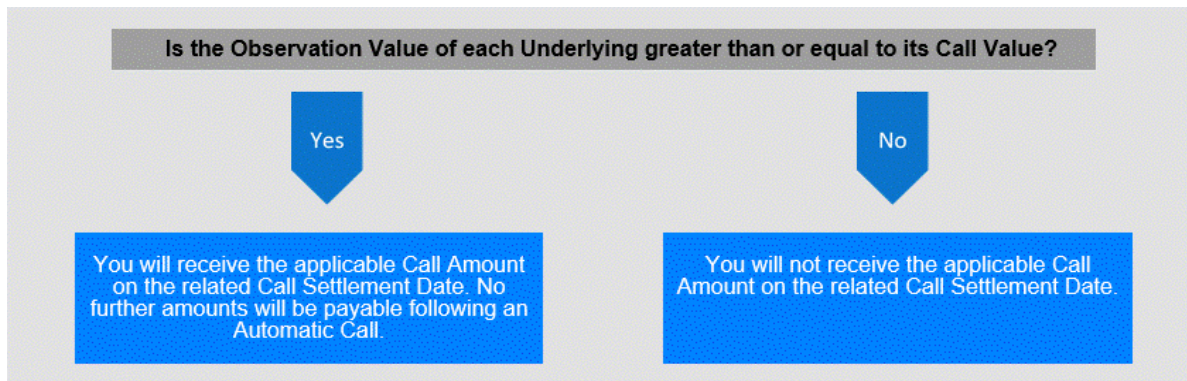 Is the Observation Value of each Underlying greater than or equal to its Call Value?
Yes
No
You will receive the applicable Call Amount
on the related Call Settlement Date. No
further amounts will be payable following an
Automatic Call.
You will not receive the applicable Call
Amount on the related Call Settlement Date.